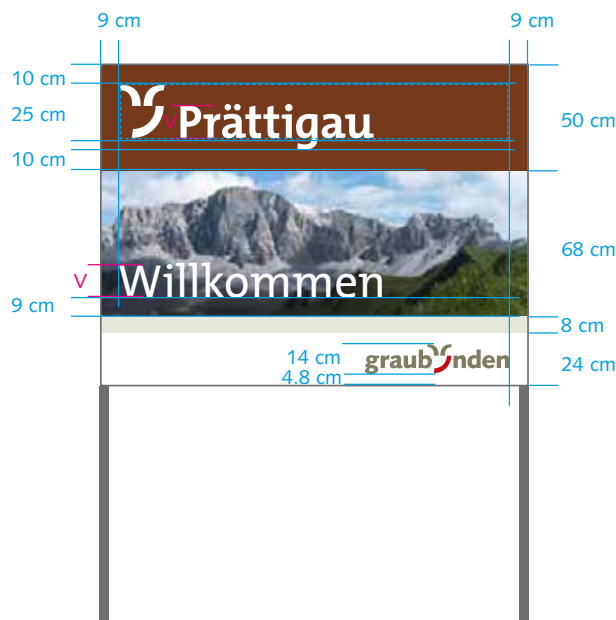 9 cm 9 cm
10 cm
25 cm V Prättigau 50 cm
10 cm
68 cm
V Willkommen
9 cm
8 cm
14 cm graubünden 24 cm
4.8 cm